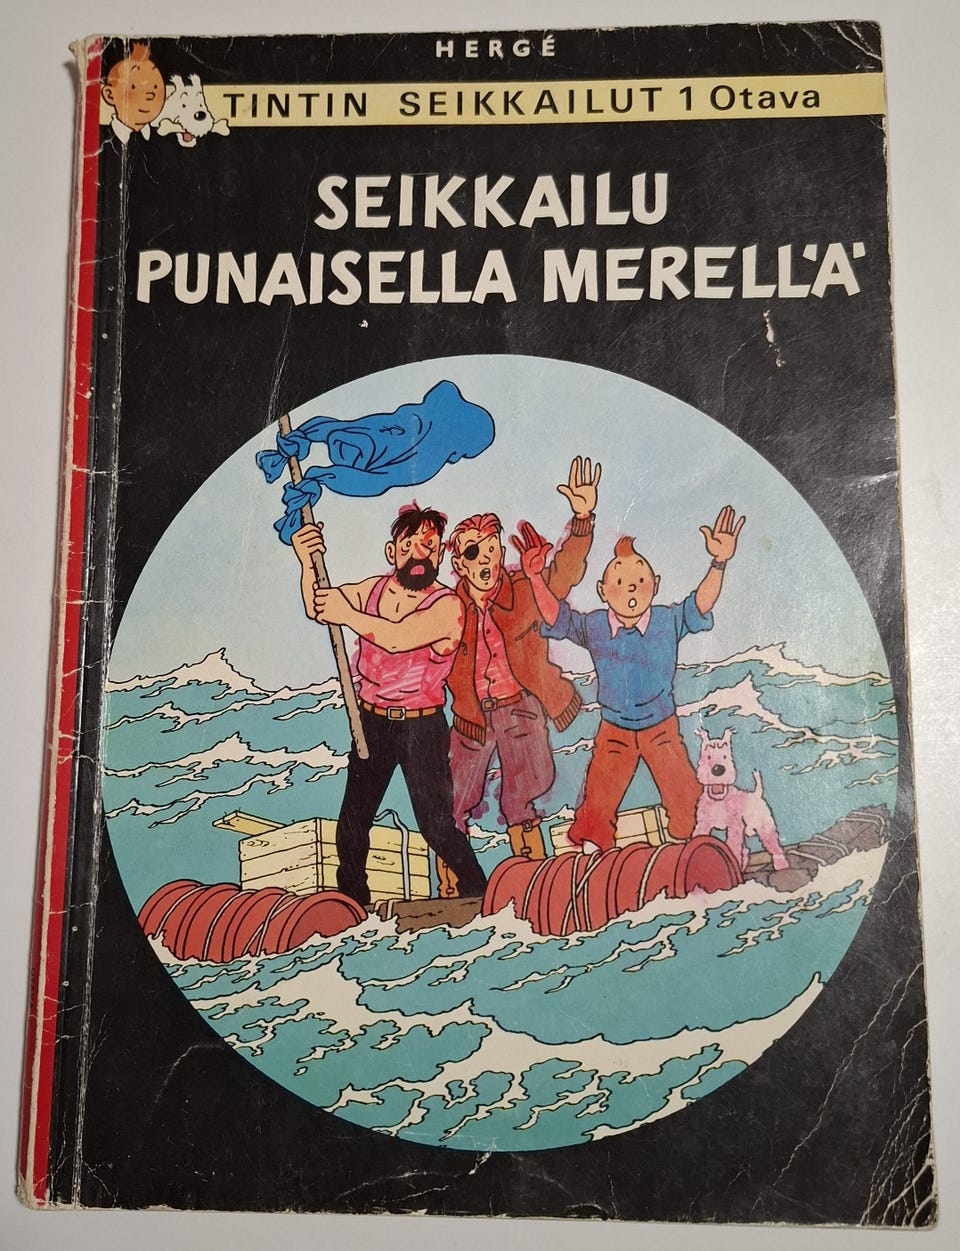 HERGÉ
TINTIN SEIKKAILUT 1 Otava
SEIKKAILU
PUNAISELLA MERELLÄ